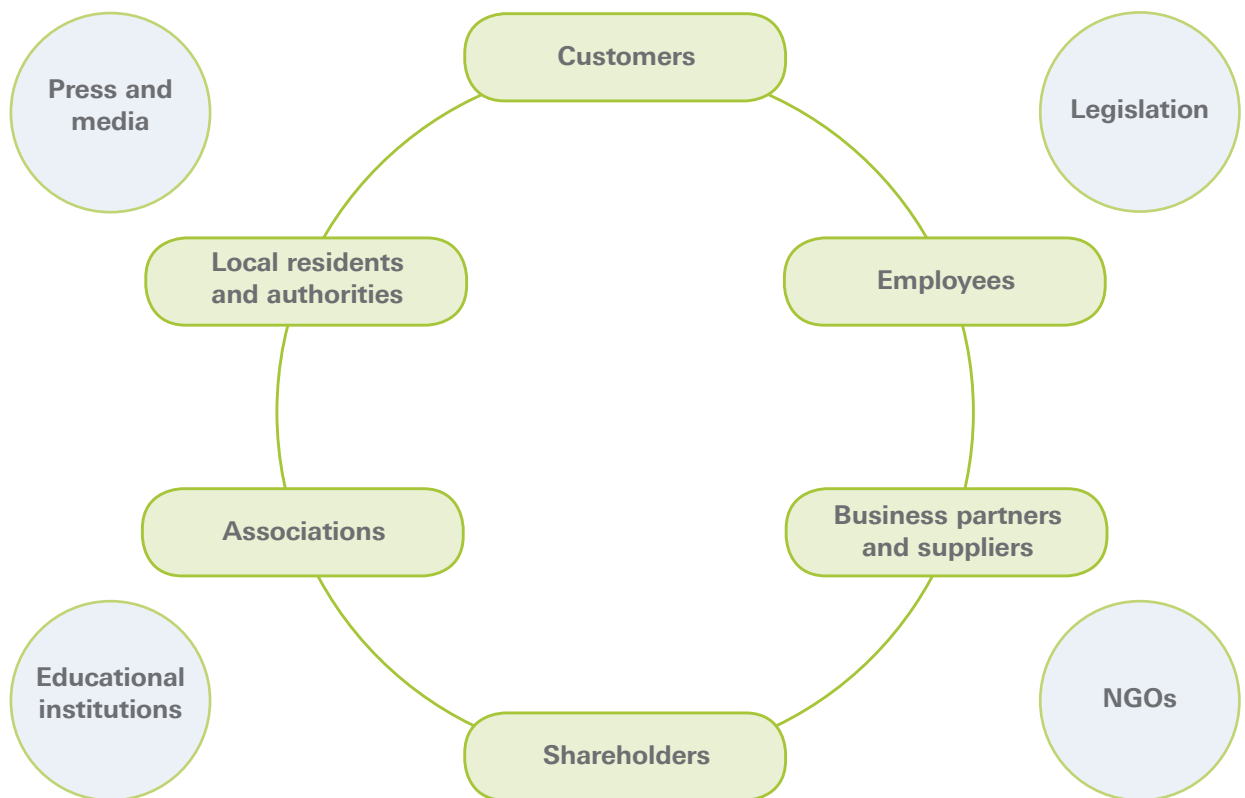 Customers
Press and
media
Legislation
Local residents
and authorities
Employees
Associations
Business partners
and suppliers
Educational
institutions
NGOs
Shareholders